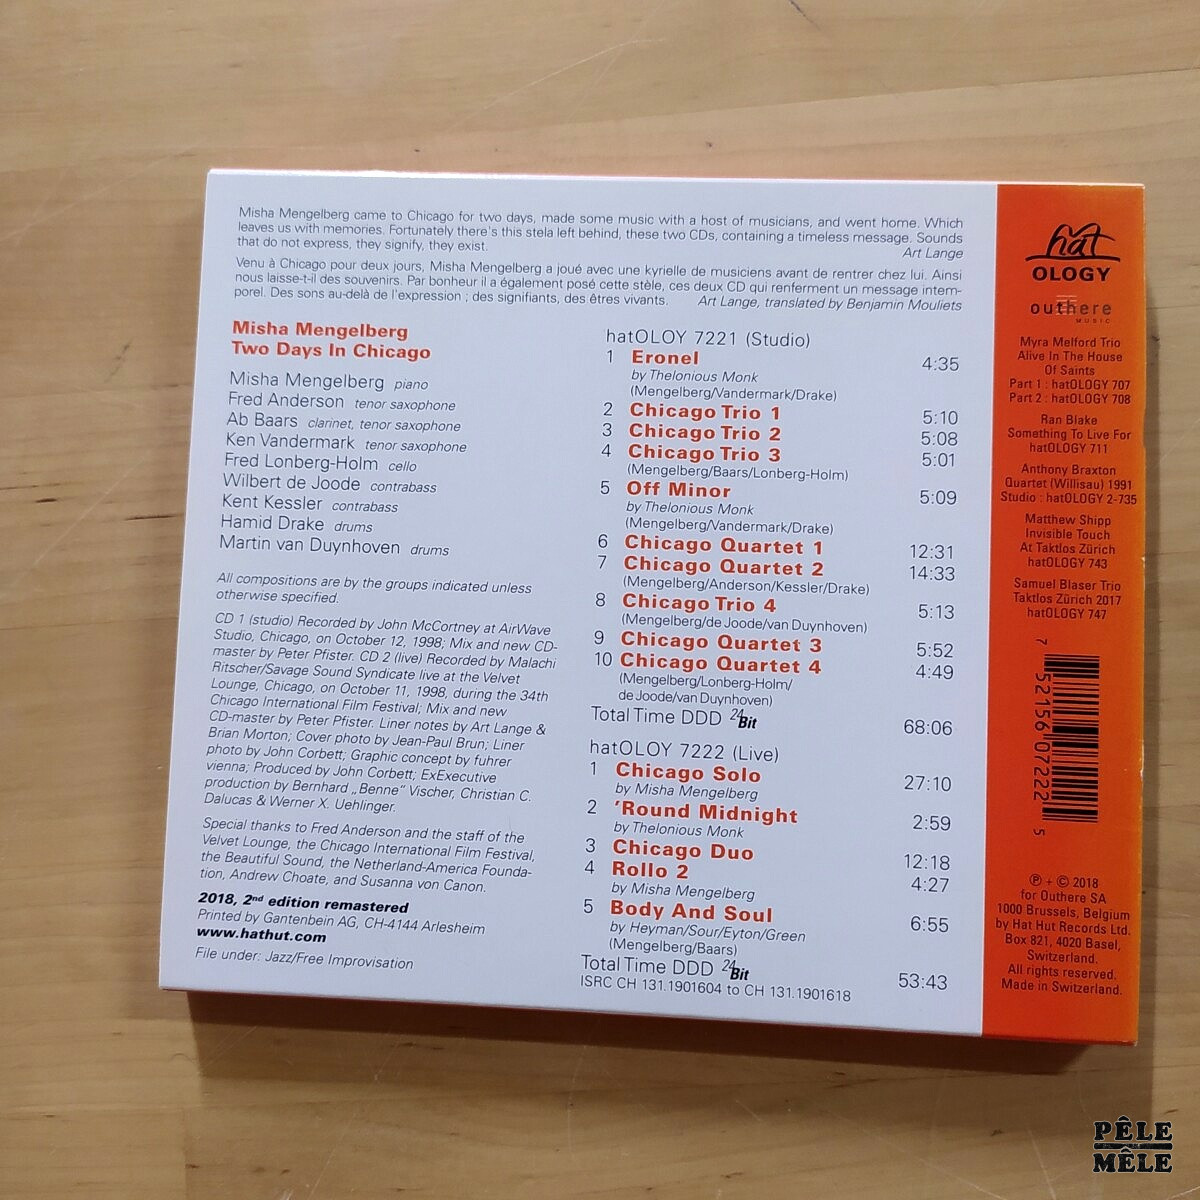 Misha Mengelberg came to Chicago for two days, made some music with a host of musicians, and went home. Which
leaves us with memories. Fortunately there's this stela left behind, these two CDs, containing a timeless message. Sounds
that do not express, they signify, they exist.
Art Lange
Venu à Chicago pour deux jours, Misha Mengelberg a joué avec une kyrielle de musiciens avant de rentrer chez lui. Ainsi
nous laisse-t-il des souvenirs. Par bonheur il a également posé cette stèle, ces deux CD qui renferment un message intem-
porel. Des sons au-delà de l'expression ; des signifiants, des êtres vivants. Art Lange, translated by Benjamin Mouliets
Misha Mengelberg
Two Days In Chicago
Misha Mengelberg piano
Fred Anderson tenor saxophone
Ab Baars clarinet, tenor saxophone
Ken Vandermark tenor saxophone
Fred Lonberg-Holm cello
Wilbert de Joode contrabass
Kent Kessler contrabass
Hamid Drake drums
Martin van Duynhoven drums
All compositions are by the groups indicated unless
otherwise specified.
CD 1 (studio) Recorded by John McCortney at AirWave
Studio, Chicago, on October 12, 1998; Mix and new CD-
master by Peter Pfister. CD 2 (live) Recorded by Malachi
Ritscher/Savage Sound Syndicate live at the Velvet
Lounge, Chicago, on October 11, 1998, during the 34th
Chicago International Film Festival; Mix and new
CD-master by Peter Pfister. Liner notes by Art Lange &
Brian Morton; Cover photo by Jean-Paul Brun; Liner
photo by John Corbett; Graphic concept by fuhrer
vienna; Produced by John Corbett; ExExecutive
production by Bernhard „Benne" Vischer, Christian C.
Dalucas & Werner X. Uehlinger.
Special thanks to Fred Anderson and the staff of the
Velvet Lounge, the Chicago International Film Festival,
the Beautiful Sound, the Netherland-America Founda-
tion, Andrew Choate, and Susanna von Canon.
2018, 2nd edition remastered
Printed by Gantenbein AG, CH-4144 Arlesheim
www.hathut.com
File under: Jazz/Free Improvisation
hatOLOY 7221 (Studio)
1 Eronel 4:35
by Thelonious Monk
(Mengelberg/Vandermark/Drake)
2 Chicago Trio 1 5:10
3 Chicago Trio 2 5:08
4 Chicago Trio 3 5:01
(Mengelberg/Baars/Lonberg-Holm)
5 Off Minor 5:09
by Thelonious Monk
(Mengelberg/Vandermark/Drake)
6 Chicago Quartet 1 12:31
7 Chicago Quartet 2 14:33
(Mengelberg/Anderson/Kessler/Drake)
8 Chicago Trio 4 5:13
(Mengelberg/de Joode/van Duynhoven)
9 Chicago Quartet 3 5:52
10 Chicago Quartet 4 4:49
(Mengelberg/Lonberg-Holm/
de Joode/van Duynhoven)
Total Time DDD 24 Bit 68:06
hatOLOY 7222 (Live)
1 Chicago Solo 27:10
by Misha Mengelberg
2 'Round Midnight 2:59
by Thelonious Monk
3 Chicago Duo 12:18
4 Rollo 2 4:27
by Misha Mengelberg
5 Body And Soul 6:55
by Heyman/Sour/Eyton/Green
(Mengelberg/Baars)
Total Time DDD 24 Bit 53:43
ISRC CH 131.1901604 to CH 131.1901618
hat
OLOGY
outhere
MUSIC
Myra Melford Trio
Alive In The House
Of Saints
Part 1 : hatOLOGY 707
Part 2 : hatOLOGY 708
Ran Blake
Something To Live For
hatOLOGY 711
Anthony Braxton
Quartet (Willisau) 1991
Studio : hatOLOGY 2-735
Matthew Shipp
Invisible Touch
At Taktlos Zürich
hatOLOGY 743
Samuel Blaser Trio
Taktlos Zürich 2017
hatOLOGY 747
7 52156 07222 5
℗ + © 2018
for Outhere SA
1000 Brussels, Belgium
by Hat Hut Records Ltd.
Box 821, 4020 Basel,
Switzerland.
All rights reserved.
Made in Switzerland.
PÊLE
MÊLE